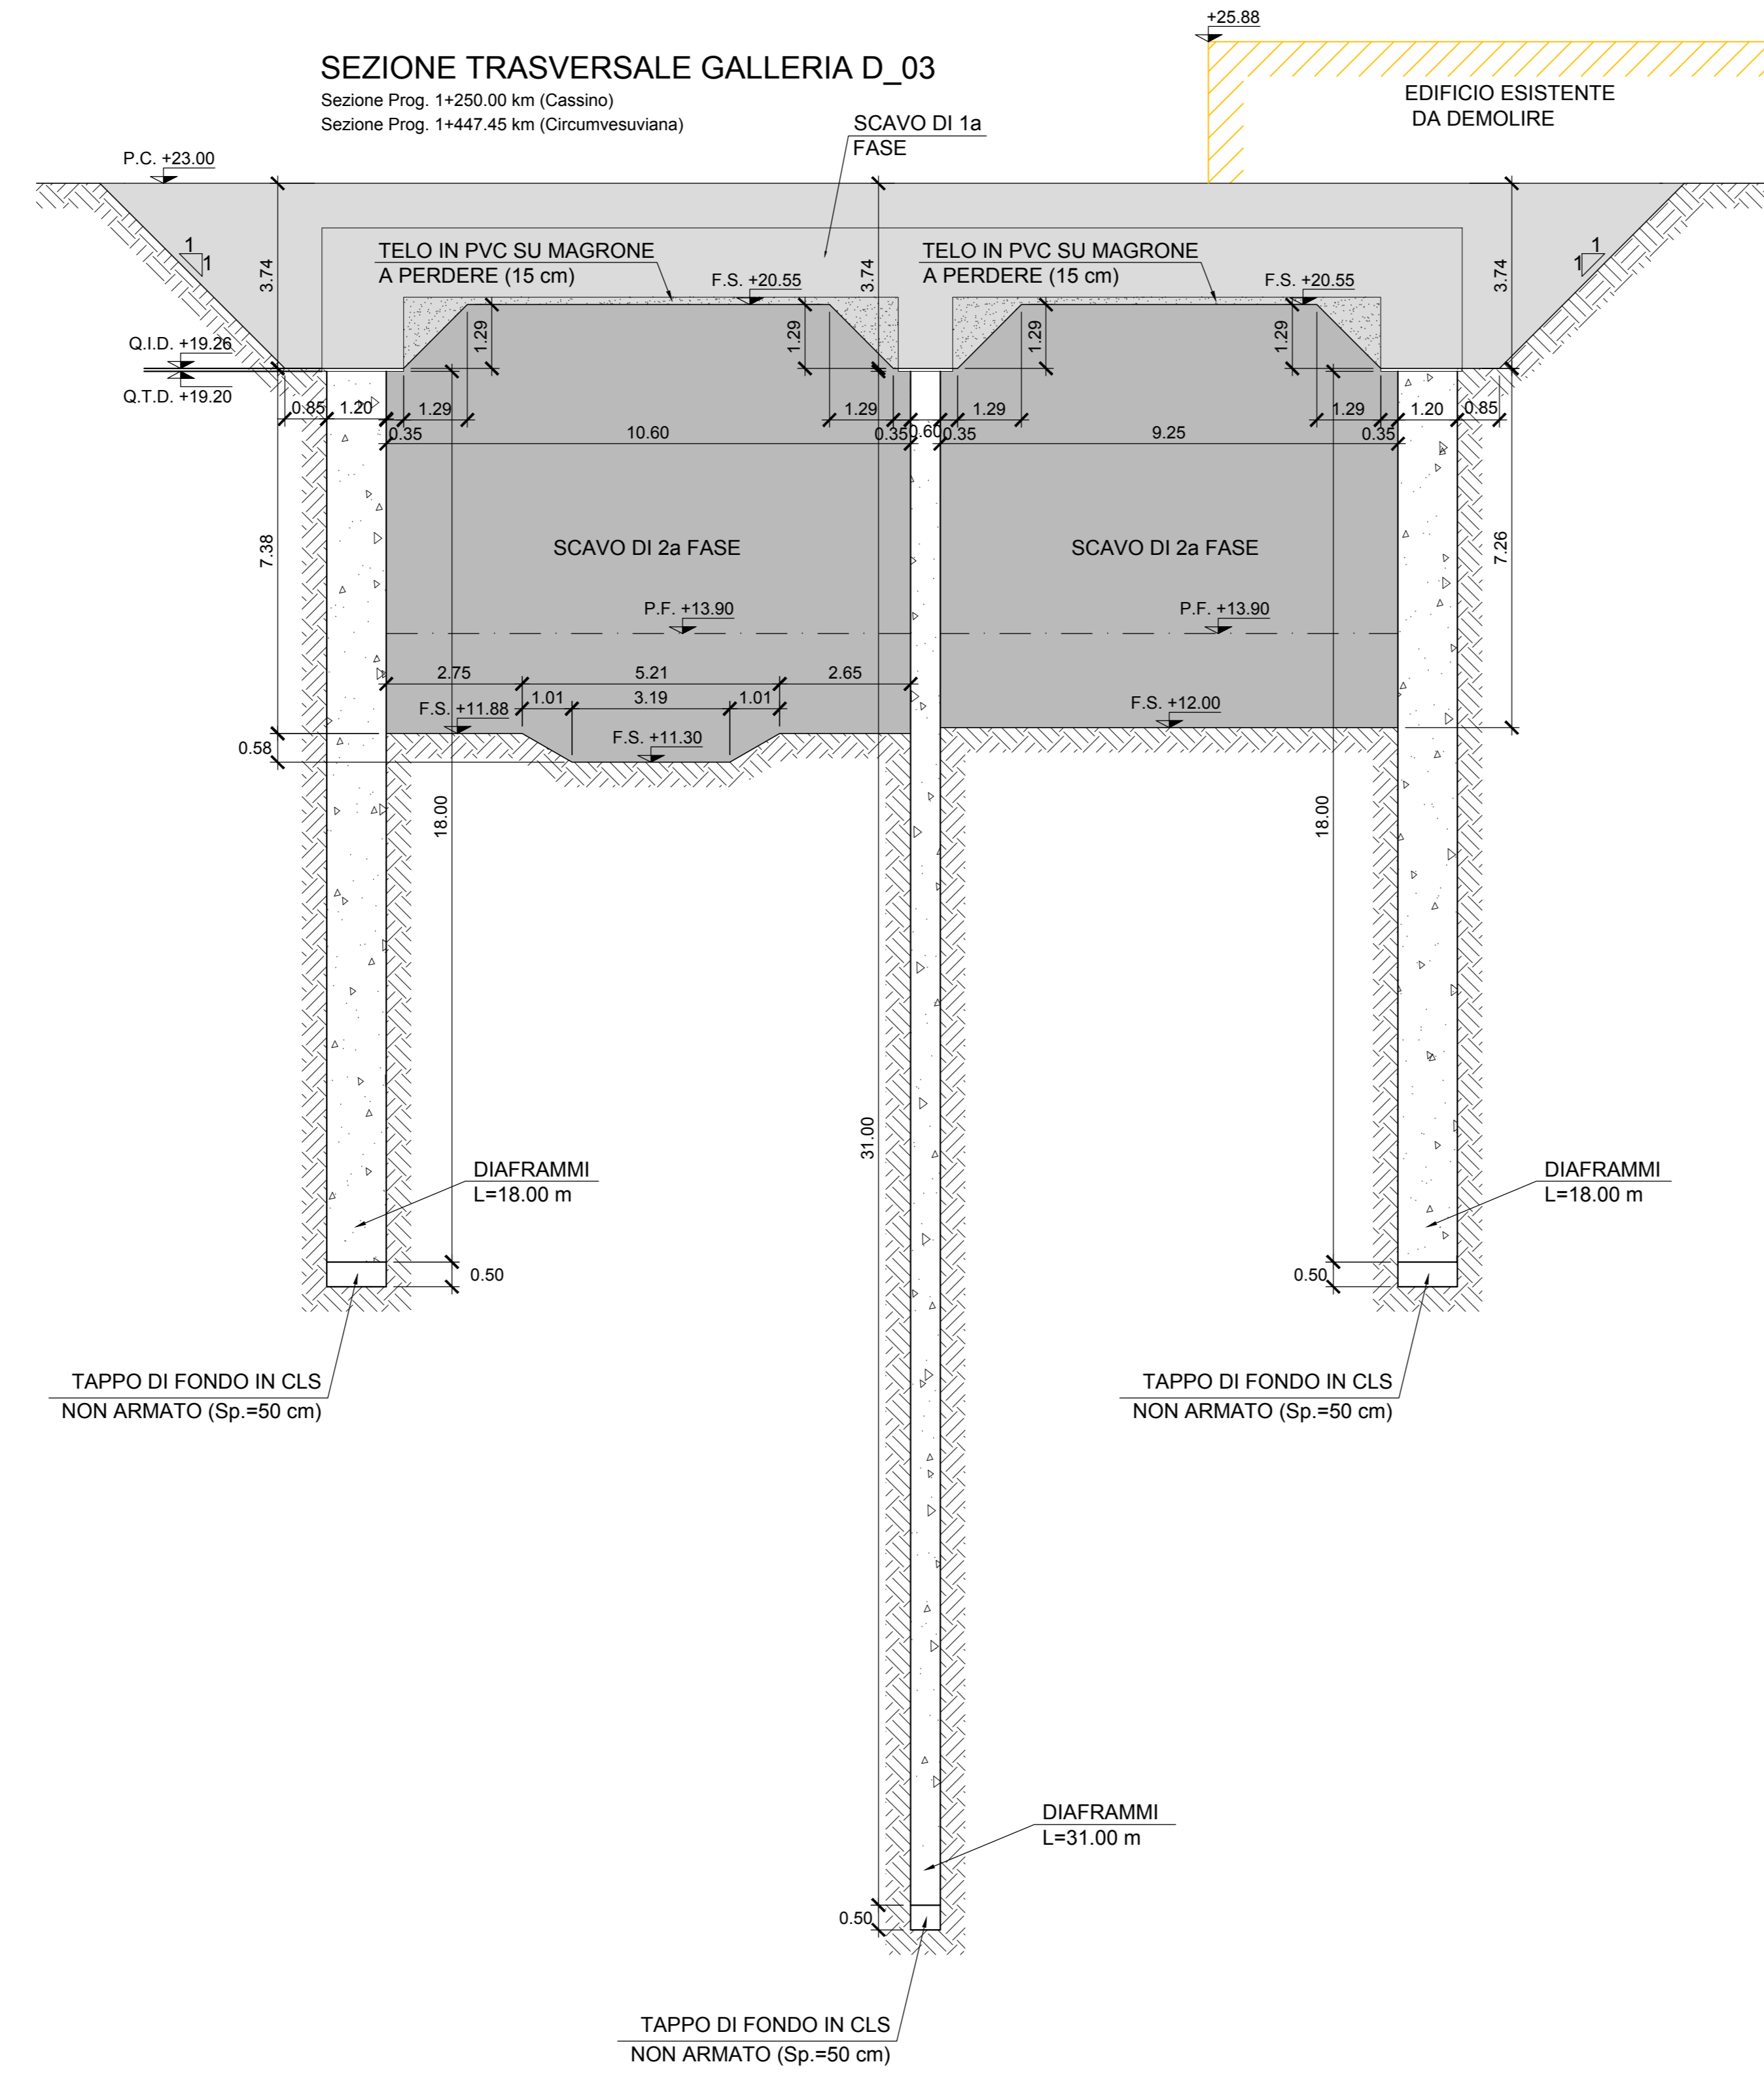 +25.88
SEZIONE TRASVERSALE GALLERIA D_03
Sezione Prog. 1+250.00 km (Cassino)
Sezione Prog. 1+447.45 km (Circumvesuviana)
EDIFICIO ESISTENTE
DA DEMOLIRE
SCAVO DI 1a
FASE
P.C. +23.00
1
1
1
1
3.74
3.74
3.74
TELO IN PVC SU MAGRONE
A PERDERE (15 cm)
F.S. +20.55
TELO IN PVC SU MAGRONE
A PERDERE (15 cm)
F.S. +20.55
1.29
1.29
1.29
1.29
Q.I.D. +19.26
Q.T.D. +19.20
0.85
1.20
1.29
1.29
1.29
1.29
1.20
0.85
0.35
10.60
0.35
0.60
0.35
9.25
0.35
7.38
7.26
SCAVO DI 2a FASE
SCAVO DI 2a FASE
P.F. +13.90
P.F. +13.90
2.75
5.21
2.65
1.01
3.19
1.01
F.S. +11.88
F.S. +12.00
F.S. +11.30
0.58
18.00
18.00
31.00
DIAFRAMMI
L=18.00 m
DIAFRAMMI
L=18.00 m
0.50
0.50
TAPPO DI FONDO IN CLS
NON ARMATO (Sp.=50 cm)
TAPPO DI FONDO IN CLS
NON ARMATO (Sp.=50 cm)
DIAFRAMMI
L=31.00 m
0.50
TAPPO DI FONDO IN CLS
NON ARMATO (Sp.=50 cm)